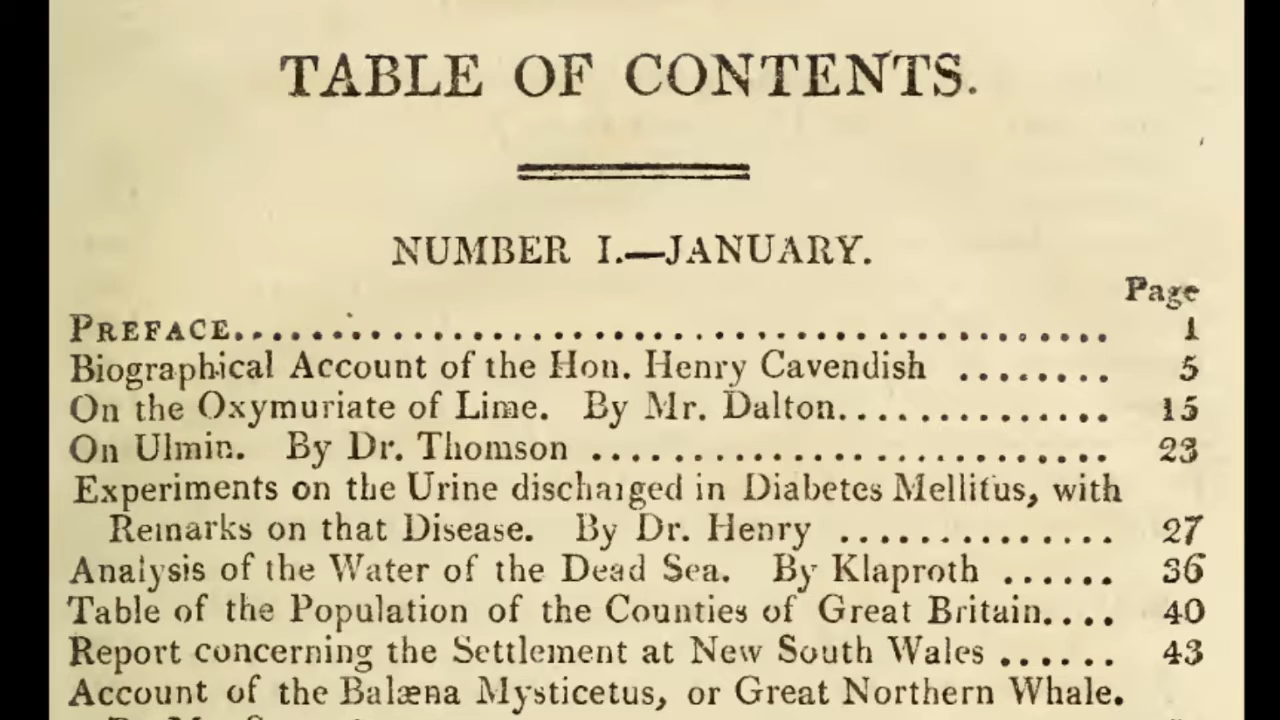 TABLE OF CONTENTS.
NUMBER I.—JANUARY.
Page
PREFACE.......................................... 1
Biographical Account of the Hon. Henry Cavendish ........ 5
On the Oxymuriate of Lime. By Mr. Dalton.............. 15
On Ulmin. By Dr. Thomson .......................... 23
Experiments on the Urine discharged in Diabetes Mellitus, with
Remarks on that Disease. By Dr. Henry .............. 27
Analysis of the Water of the Dead Sea. By Klaproth ...... 36
Table of the Population of the Counties of Great Britain.... 40
Report concerning the Settlement at New South Wales ...... 43
Account of the Balæna Mysticetus, or Great Northern Whale.